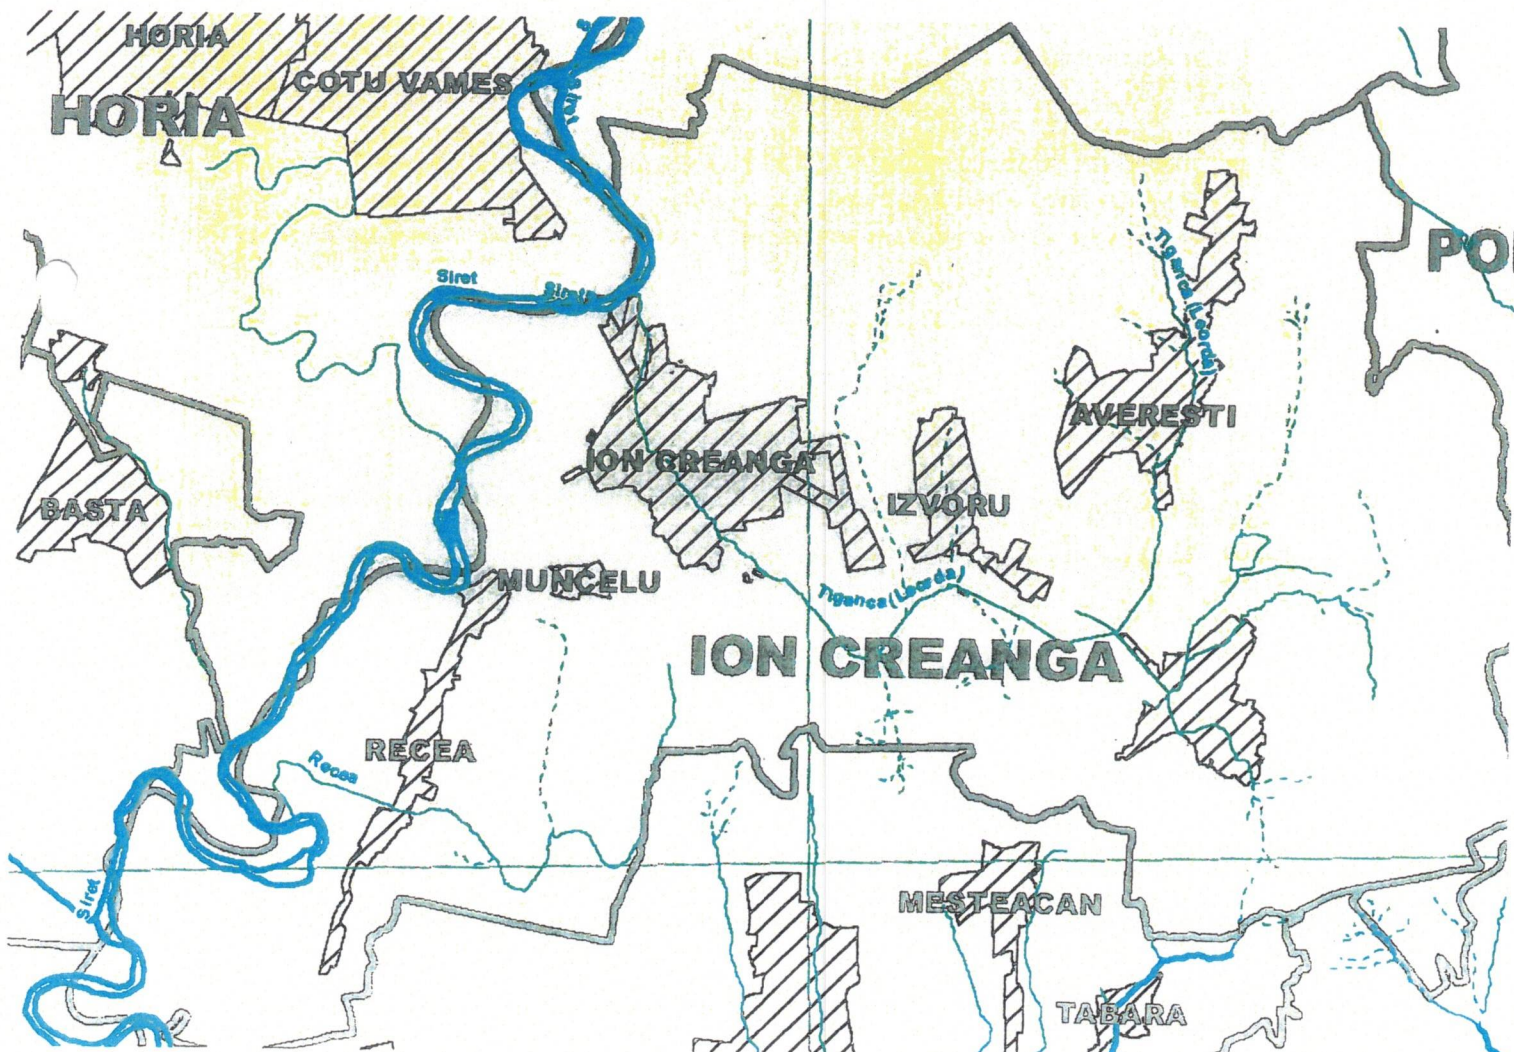 HORIA
COTU VAMES
HORIA
Siret
Tiganca (Leorda)
PO
Siret
Siret
AVERESTI
ION CREANGA
IZVORU
BASTA
MUNCELU
Tiganca (Leorda)
ION CREANGA
RECEA
Recea
Siret
MESTEACAN
TABARA